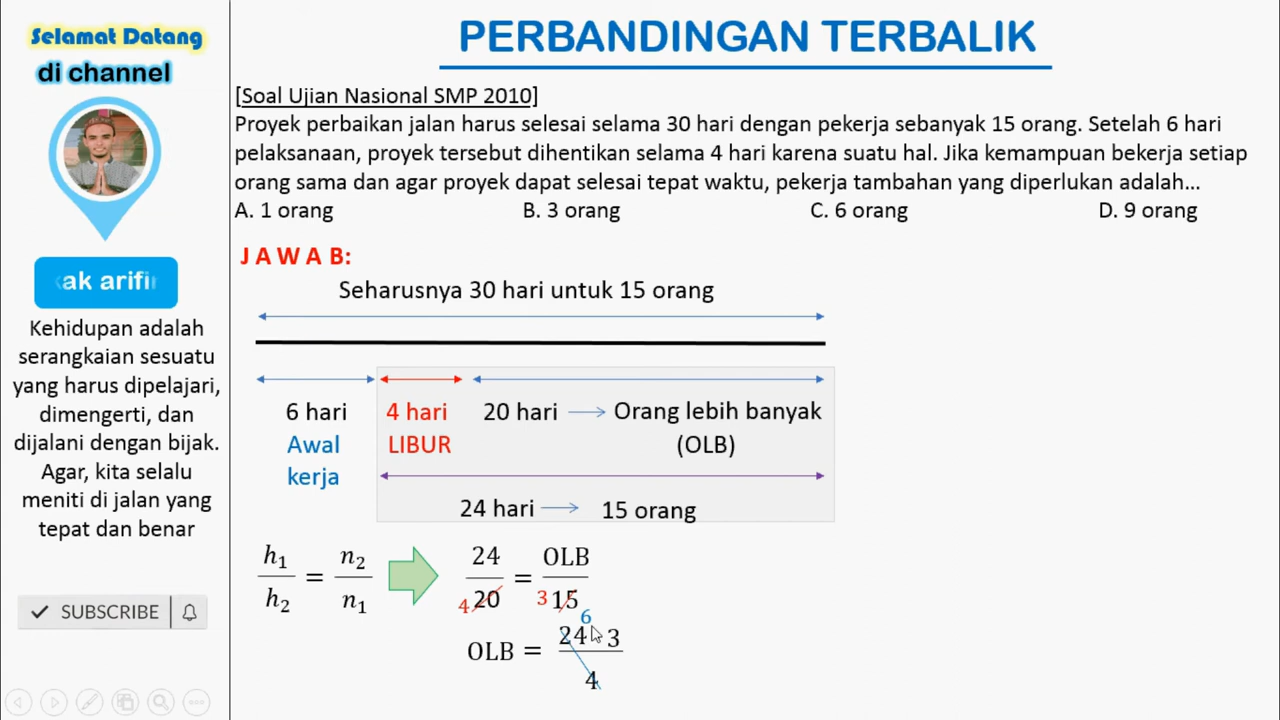 Selamat Datang
di channel
kak arifin
Kehidupan adalah
serangkaian sesuatu
yang harus dipelajari,
dimengerti, dan
dijalani dengan bijak.
Agar, kita selalu
meniti di jalan yang
tepat dan benar
SUBSCRIBE
PERBANDINGAN TERBALIK
[Soal Ujian Nasional SMP 2010]
Proyek perbaikan jalan harus selesai selama 30 hari dengan pekerja sebanyak 15 orang. Setelah 6 hari
pelaksanaan, proyek tersebut dihentikan selama 4 hari karena suatu hal. Jika kemampuan bekerja setiap
orang sama dan agar proyek dapat selesai tepat waktu, pekerja tambahan yang diperlukan adalah...
A. 1 orang B. 3 orang C. 6 orang D. 9 orang
J A W A B:
Seharusnya 30 hari untuk 15 orang
6 hari 4 hari 20 hari → Orang lebih banyak
Awal LIBUR (OLB)
kerja
24 hari → 15 orang
h₁ n₂ 24 OLB
= =
h₂ n₁ 4 20 3 15
6
24 3
OLB =
4